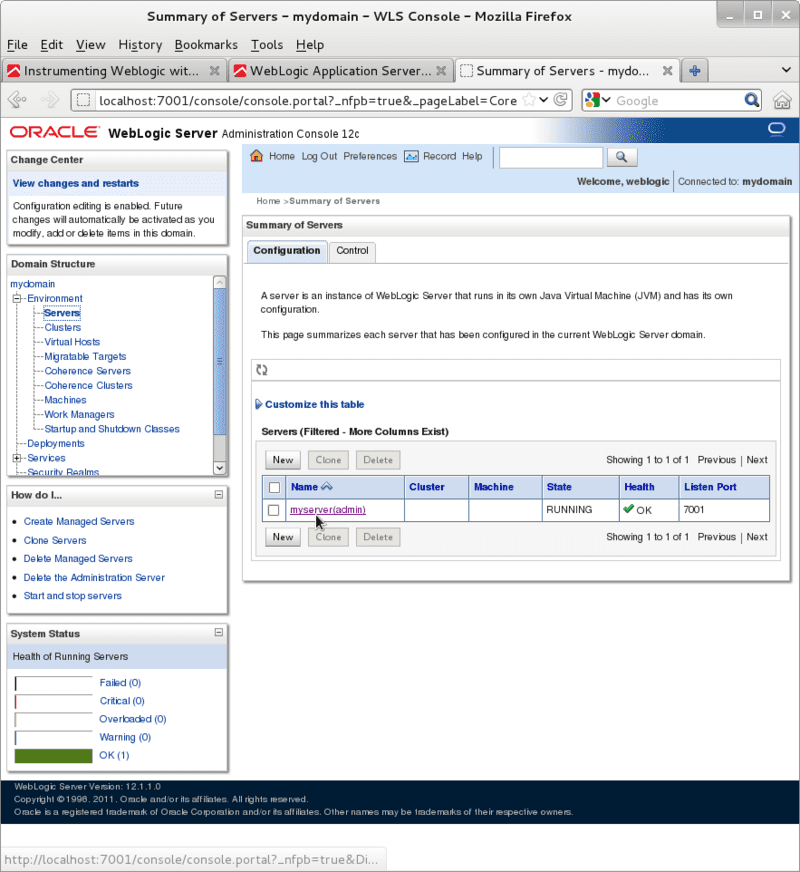 Summary of Servers - mydomain - WLS Console - Mozilla Firefox
File Edit View History Bookmarks Tools Help
Instrumenting Weblogic wit... WebLogic Application Server... Summary of Servers - mydo...
localhost:7001/console/console.portal?_nfpb=true&_pageLabel=Core Google
ORACLE WebLogic Server Administration Console 12c
Change Center
View changes and restarts
Configuration editing is enabled. Future
changes will automatically be activated as you
modify, add or delete items in this domain.
Domain Structure
mydomain
Environment
Servers
Clusters
Virtual Hosts
Migratable Targets
Coherence Servers
Coherence Clusters
Machines
Work Managers
Startup and Shutdown Classes
Deployments
Services
Security Realms
How do I...
Create Managed Servers
Clone Servers
Delete Managed Servers
Delete the Administration Server
Start and stop servers
System Status
Health of Running Servers
Failed (0)
Critical (0)
Overloaded (0)
Warning (0)
OK (1)
Home Log Out Preferences Record Help
Welcome, weblogic Connected to: mydomain
Home >Summary of Servers
Summary of Servers
Configuration Control
A server is an instance of WebLogic Server that runs in its own Java Virtual Machine (JVM) and has its own
configuration.
This page summarizes each server that has been configured in the current WebLogic Server domain.
Customize this table
Servers (Filtered - More Columns Exist)
New Clone Delete Showing 1 to 1 of 1 Previous | Next
Name Cluster Machine State Health Listen Port
myserver(admin) RUNNING OK 7001
New Clone Delete Showing 1 to 1 of 1 Previous | Next
WebLogic Server Version: 12.1.1.0
Copyright © 1996, 2011, Oracle and/or its affiliates. All rights reserved.
Oracle is a registered trademark of Oracle Corporation and/or its affiliates. Other names may be trademarks of their respective owners.
http://localhost:7001/console/console.portal?_nfpb=true&Di...